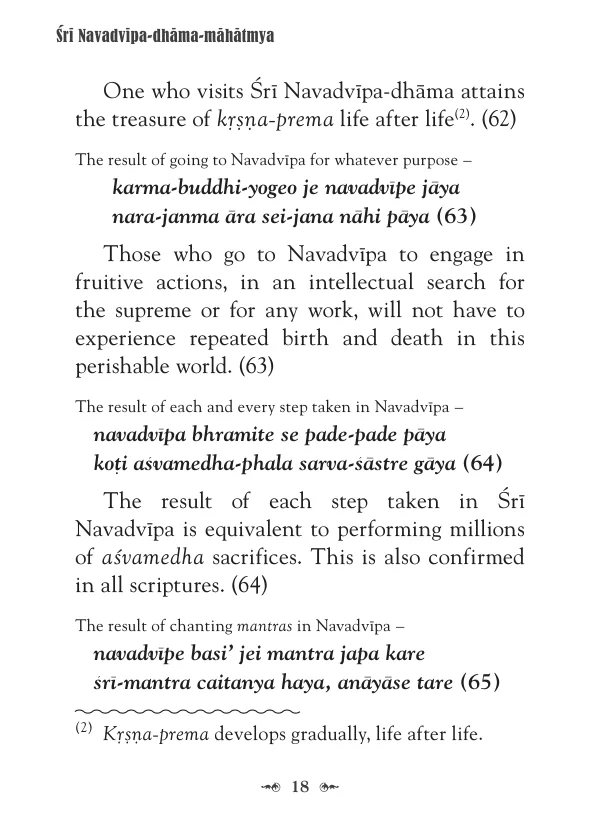 Śrī Navadvīpa-dhāma-māhātmya
One who visits Śrī Navadvīpa-dhāma attains
the treasure of kṛṣṇa-prema life after life(2). (62)
The result of going to Navadvīpa for whatever purpose –
karma-buddhi-yogeo je navadvīpe jāya
nara-janma āra sei-jana nāhi pāya (63)
Those who go to Navadvīpa to engage in
fruitive actions, in an intellectual search for
the supreme or for any work, will not have to
experience repeated birth and death in this
perishable world. (63)
The result of each and every step taken in Navadvīpa –
navadvīpa bhramite se pade-pade pāya
koṭi aśvamedha-phala sarva-śāstre gāya (64)
The result of each step taken in Śrī
Navadvīpa is equivalent to performing millions
of aśvamedha sacrifices. This is also confirmed
in all scriptures. (64)
The result of chanting mantras in Navadvīpa –
navadvīpe basi’ jei mantra japa kare
śrī-mantra caitanya haya, anāyāse tare (65)
(2) Kṛṣṇa-prema develops gradually, life after life.
18